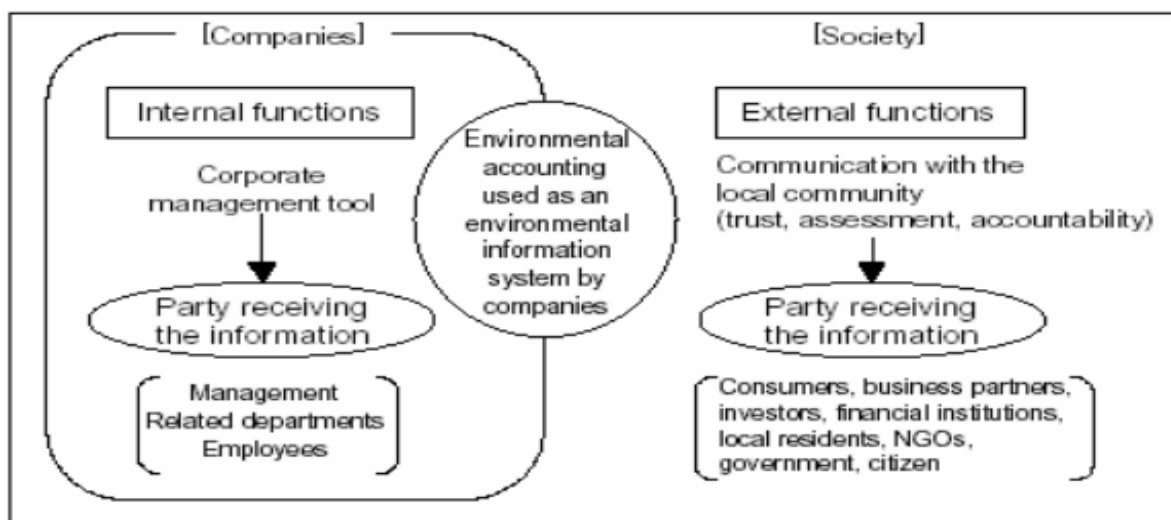 [Companies]
Internal functions
Corporate
management tool
Party receiving
the information
Management
Related departments
Employees
Environmental
accounting
used as an
environmental
information
system by
companies
[Society]
External functions
Communication with the
local community
(trust, assessment, accountability)
Party receiving
the information
Consumers, business partners,
investors, financial institutions,
local residents, NGOs,
government, citizen